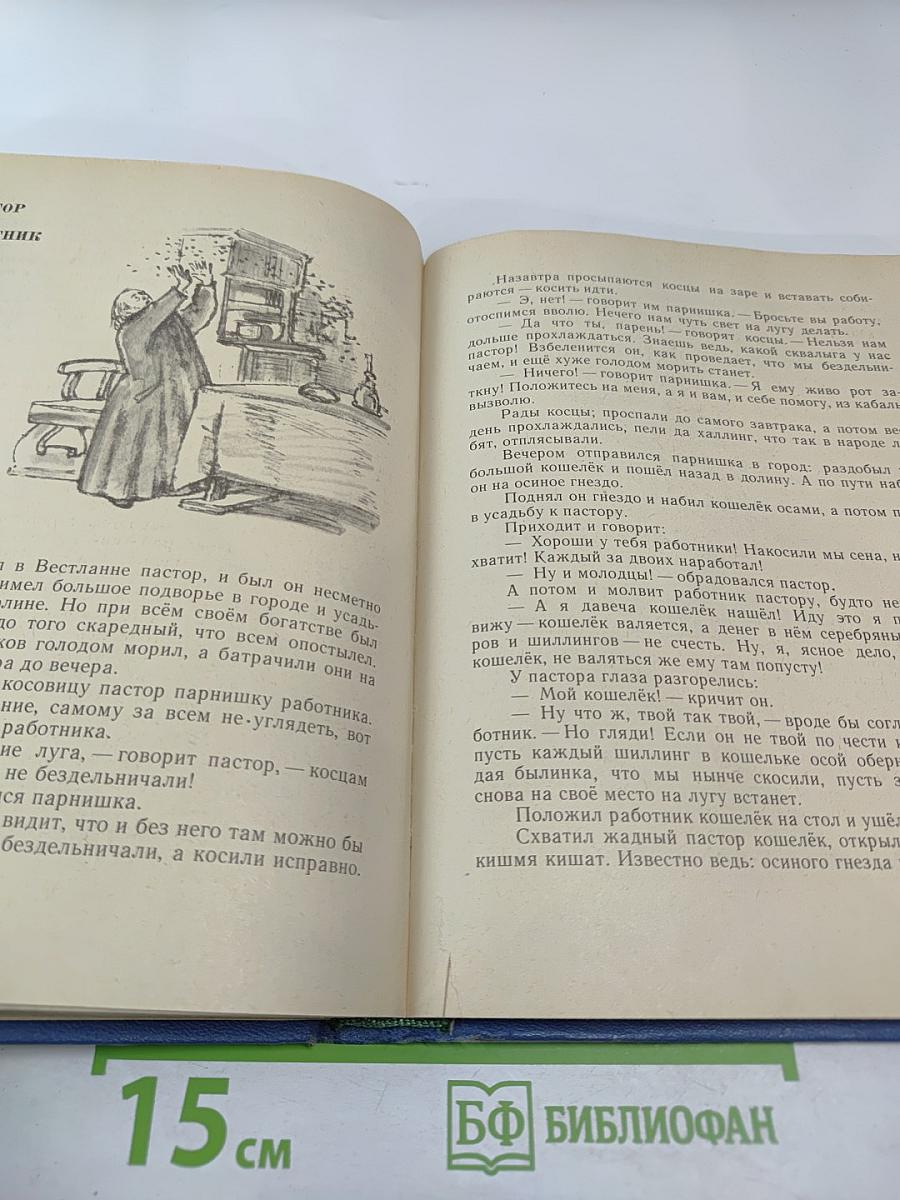 ТОР
ТНИК
л в Вестланне пастор, и был он несметно
имел большое подворье в городе и усадь-
лине. Но при всём своём богатстве был
до того скаредный, что всем опостылел.
ков голодом морил, а батрачили они на
ра до вечера.
косовицу пастор парнишку работника.
ние, самому за всем не углядеть, вот
работника.
ие луга, — говорит пастор, — косцам
не бездельничали!
ся парнишка.
видит, что и без него там можно бы
бездельничали, а косили исправно.
Назавтра просыпаются косцы на заре и вставать соби-
раются — косить идти.
— Э, нет! — говорит им парнишка. — Бросьте вы работу,
отоспимся вволю. Нечего нам чуть свет на лугу делать.
— Да что ты, парень! — говорят косцы. — Нельзя нам
дольше прохлаждаться. Знаешь ведь, какой сквалыга у нас
пастор! Взбеленится он, как проведает, что мы бездельни-
чаем, и ещё хуже голодом морить станет.
— Ничего! — говорит парнишка. — Я ему живо рот за-
ткну! Положитесь на меня, а я и вам, и себе помогу, из кабалы
вызволю.
Рады косцы; проспали до самого завтрака, а потом ве
день прохлаждались, пели да халлинг, что так в народе л
бят, отплясывали.
Вечером отправился парнишка в город: раздобыл
большой кошелёк и пошёл назад в долину. А по пути наб
он на осиное гнездо.
Поднял он гнездо и набил кошелёк осами, а потом п
в усадьбу к пастору.
Приходит и говорит:
— Хороши у тебя работники! Накосили мы сена, н
хватит! Каждый за двоих наработал!
— Ну и молодцы! — обрадовался пастор.
А потом и молвит работник пастору, будто не
— А я давеча кошелёк нашёл! Иду это я п
вижу — кошелёк валяется, а денег в нём серебряны
ров и шиллингов — не счесть. Ну, я, ясное дело,
кошелёк, не валяться же ему там попусту!
У пастора глаза разгорелись:
— Мой кошелёк! — кричит он.
— Ну что ж, твой так твой, — вроде бы согл
ботник. — Но гляди! Если он не твой по чести и
пусть каждый шиллинг в кошельке осой оберн
дая былинка, что мы нынче скосили, пусть з
снова на своё место на лугу встанет.
Положил работник кошелёк на стол и ушёл
Схватил жадный пастор кошелёк, открыл
кишмя кишат. Известно ведь: осиного гнезда
15 см
БФ БИБЛИОФАН